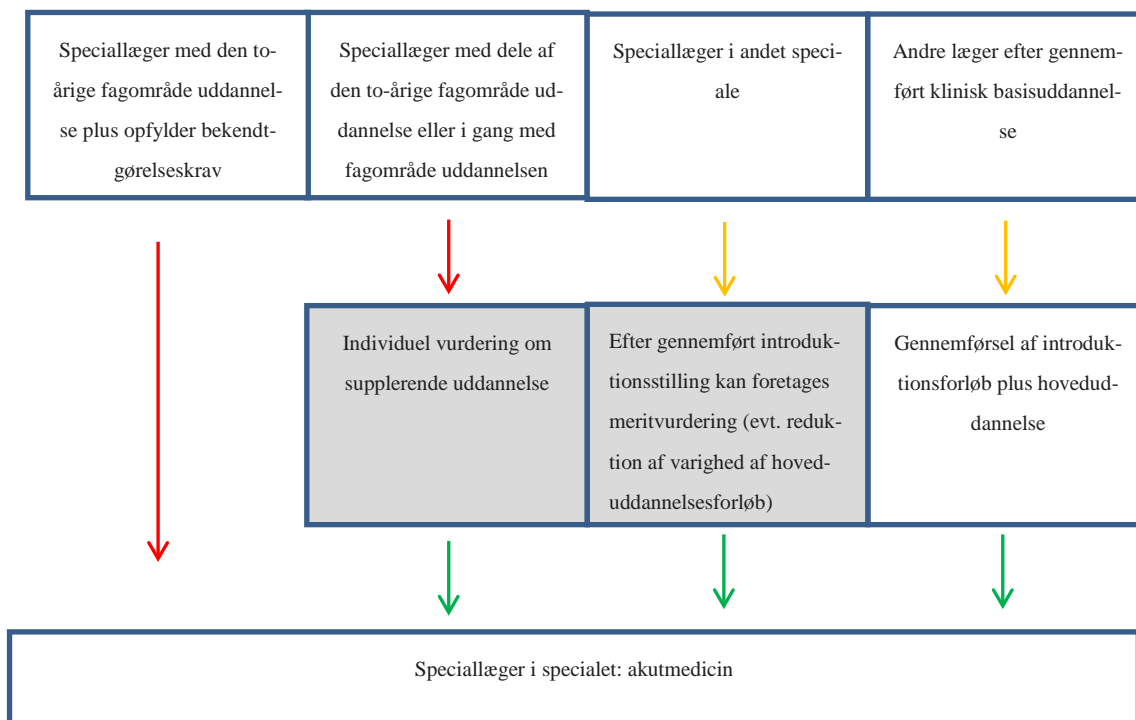 Speciallæger med den to-
årige fagområde uddannel-
se plus opfylder bekendt-
gørelseskrav
Speciallæger med dele af
den to-årige fagområde ud-
dannelse eller i gang med
fagområde uddannelsen
Speciallæger i andet speci-
ale
Andre læger efter gennem-
ført klinisk basisuddannel-
se
Individuel vurdering om
supplerende uddannelse
Efter gennemført introduk-
tionsstilling kan foretages
meritvurdering (evt. reduk-
tion af varighed af hoved-
uddannelsesforløb)
Gennemførsel af introduk-
tionsforløb plus hovedud-
dannelse
Speciallæger i specialet: akutmedicin